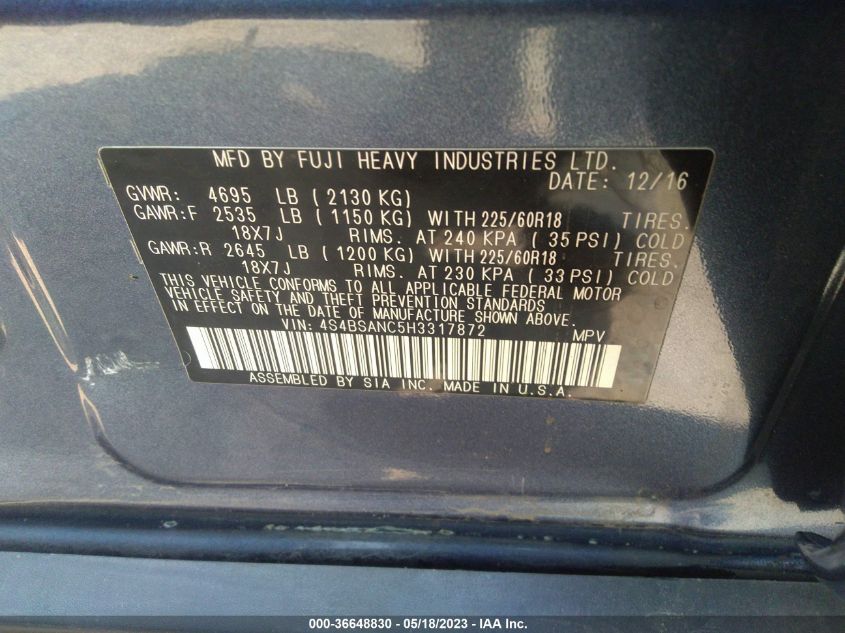 MFD BY FUJI HEAVY INDUSTRIES LTD.
DATE: 12/16
GVWR: 4695 LB ( 2130 KG)
GAWR:F 2535 LB ( 1150 KG) WITH 225/60R18 TIRES.
18X7J RIMS. AT 240 KPA ( 35 PSI) COLD
GAWR:R 2645 LB ( 1200 KG) WITH 225/60R18 TIRES.
18X7J RIMS. AT 230 KPA ( 33 PSI) COLD
THIS VEHICLE CONFORMS TO ALL APPLICABLE FEDERAL MOTOR
VEHICLE SAFETY AND THEFT PREVENTION STANDARDS
IN EFFECT ON THE DATE OF MANUFACTURE SHOWN ABOVE.
VIN: 4S4BSANC5H3317872 MPV
ASSEMBLED BY SIA INC. MADE IN U.S.A.
000-36648830 - 05/18/2023 - IAA Inc.